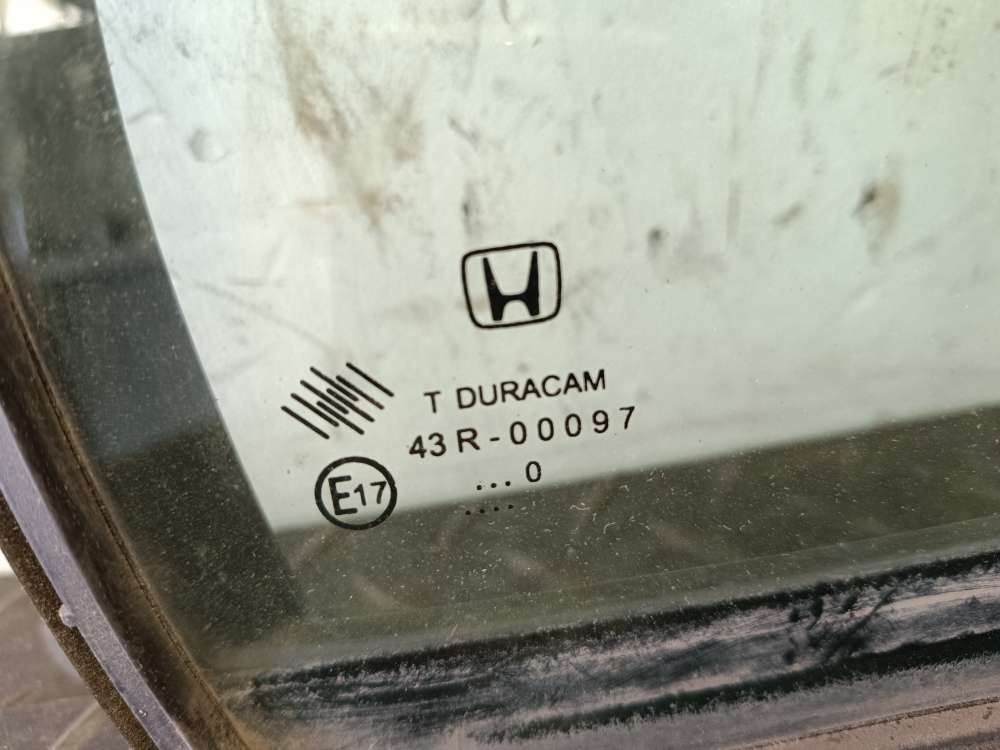 T DURACAM
43R-00097
E17
...0
....